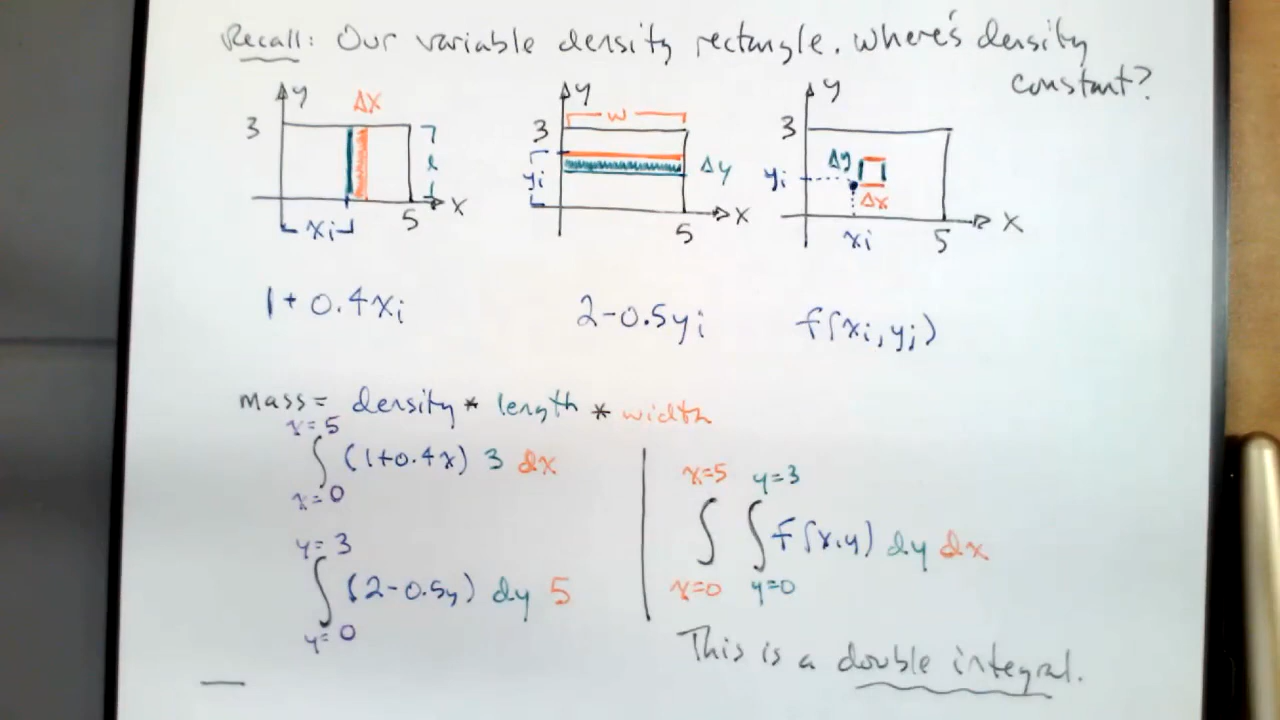 Recall: Our variable density rectangle. Where's density
constant?
y
Δx
3
l
xi
5
x
y
w
3
yi
Δy
5
x
y
3
Δy
yi
Δx
xi
5
x
1+0.4xi
2-0.5yi
f(xi,yi)
mass= density * length * width
x=5
∫ (1+0.4x) 3 dx
x=0
y=3
∫ (2-0.5y) dy 5
y=0
x=5 y=3
∫ ∫ f(x,y) dy dx
x=0 y=0
This is a double integral.